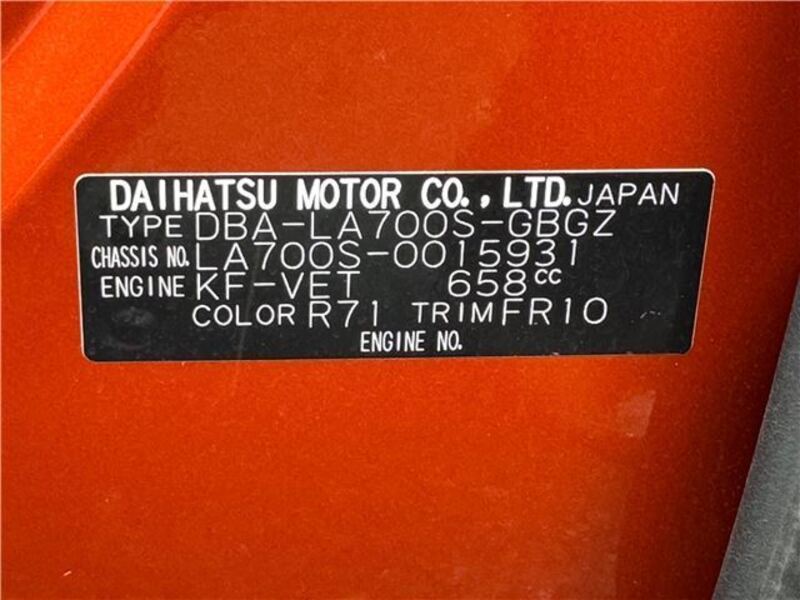 DAIHATSU MOTOR CO., LTD. JAPAN
TYPE DBA-LA700S-GBGZ
CHASSIS NO. LA700S-0015931
ENGINE KF-VET 658cc
COLOR R71 TRIM FR10
ENGINE NO.